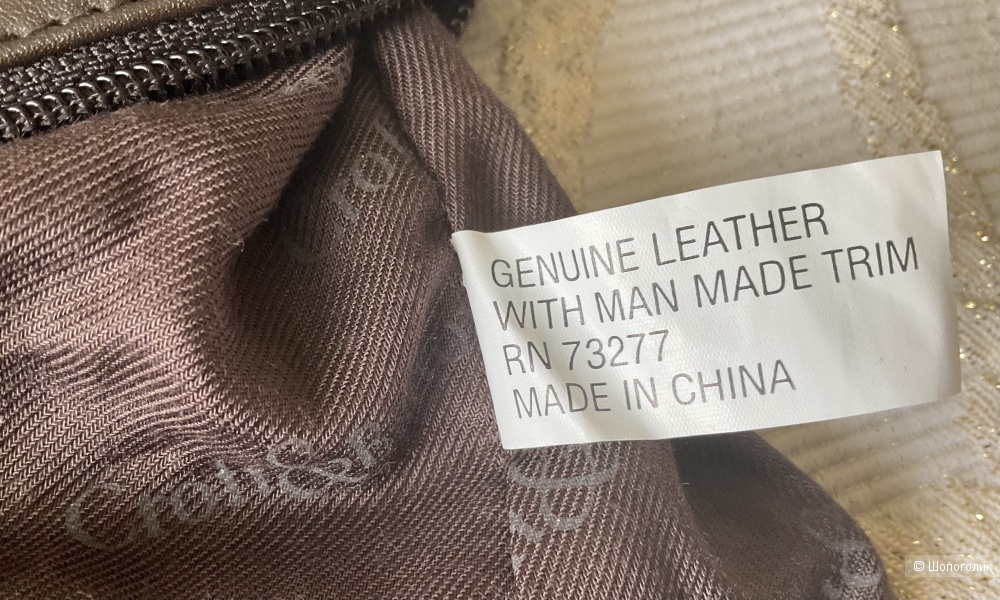 GENUINE LEATHER
WITH MAN MADE TRIM
RN 73277
MADE IN CHINA
© Шопоголик